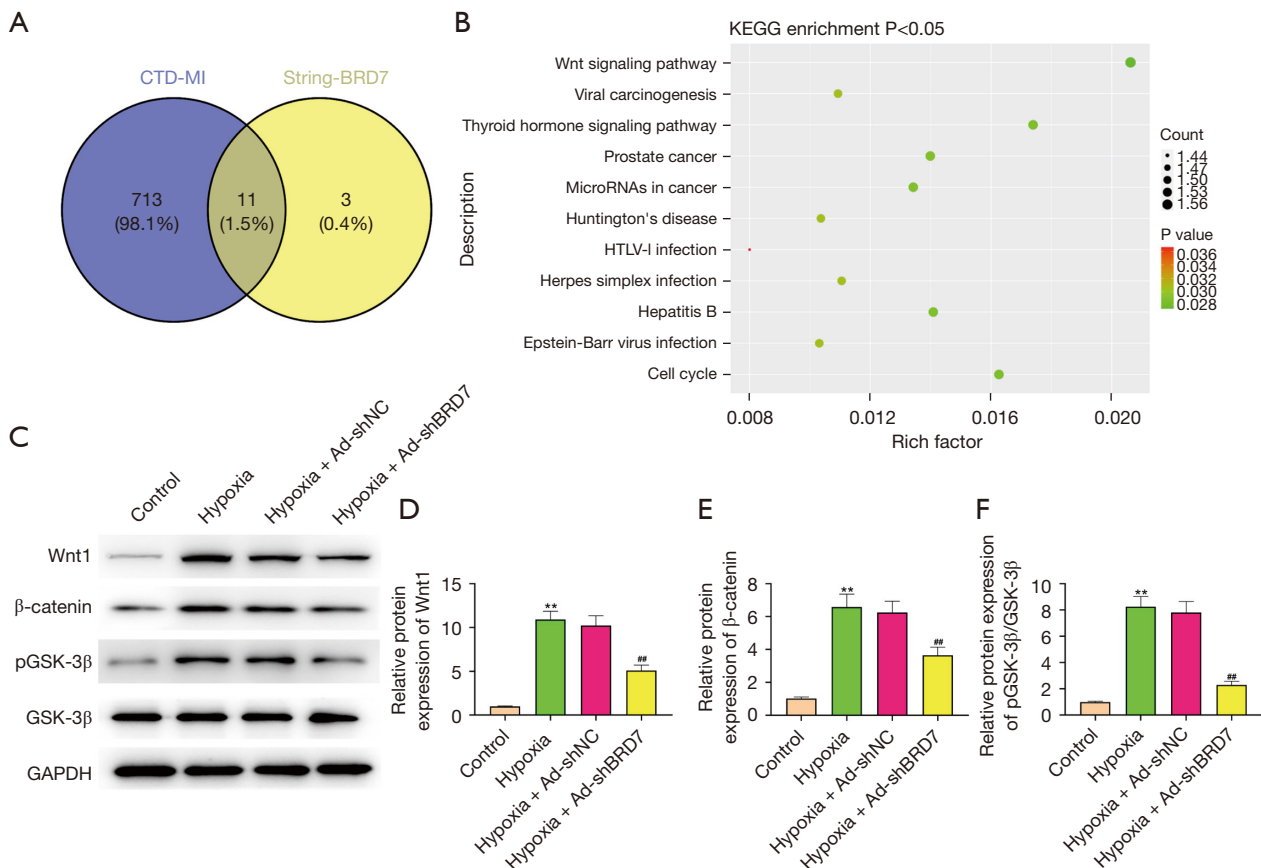 A
CTD-MI
String-BRD7
713
(98.1%)
11
(1.5%)
3
(0.4%)
B
KEGG enrichment P<0.05
Description
Wnt signaling pathway
Viral carcinogenesis
Thyroid hormone signaling pathway
Prostate cancer
MicroRNAs in cancer
Huntington's disease
HTLV-I infection
Herpes simplex infection
Hepatitis B
Epstein-Barr virus infection
Cell cycle
0.008 0.012 0.016 0.020
Rich factor
Count
1.44
1.47
1.50
1.53
1.56
P value
0.036
0.034
0.032
0.030
0.028
C
Control
Hypoxia
Hypoxia + Ad-shNC
Hypoxia + Ad-shBRD7
Wnt1
β-catenin
pGSK-3β
GSK-3β
GAPDH
D
Relative protein
expression of Wnt1
15
10
5
0
**
##
Control
Hypoxia
Hypoxia + Ad-shNC
Hypoxia + Ad-shBRD7
E
Relative protein
expression of β-catenin
8
6
4
2
0
**
##
Control
Hypoxia
Hypoxia + Ad-shNC
Hypoxia + Ad-shBRD7
F
Relative protein expression
of pGSK-3β/GSK-3β
10
8
6
4
2
0
**
##
Control
Hypoxia
Hypoxia + Ad-shNC
Hypoxia + Ad-shBRD7